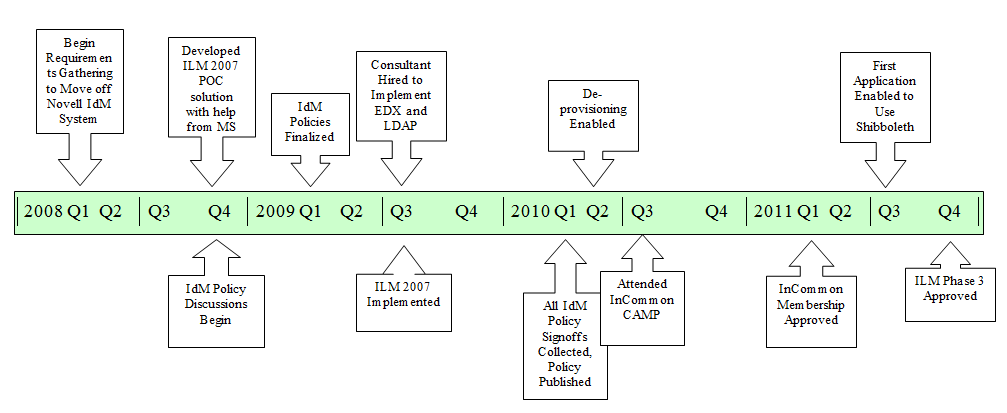 Begin
Requiremen
ts Gathering
to Move off
Novell IdM
System
Developed
ILM 2007
POC
solution
with help
from MS
IdM
Policies
Finalized
Consultant
Hired to
Implement
EDX and
LDAP
De-
provisioning
Enabled
First
Application
Enabled to
Use
Shibboleth
2008 Q1 Q2 Q3 Q4 2009 Q1 Q2 Q3 Q4 2010 Q1 Q2 Q3 Q4 2011 Q1 Q2 Q3 Q4
IdM Policy
Discussions
Begin
ILM 2007
Implemented
All IdM
Policy
Signoffs
Collected,
Policy
Published
Attended
InCommon
CAMP
InCommon
Membership
Approved
ILM Phase 3
Approved